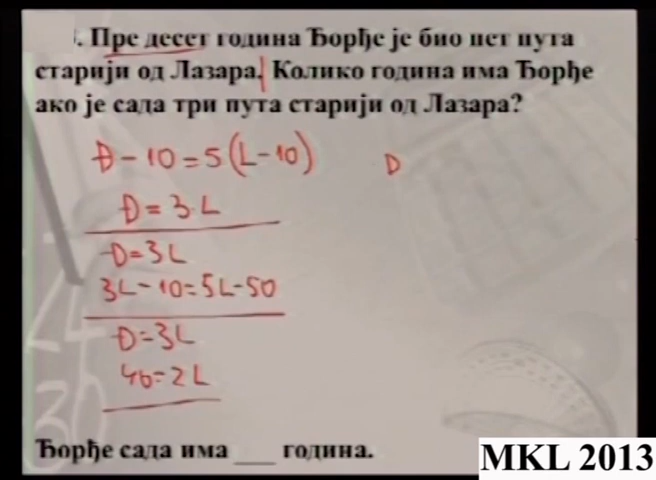 . Пре десет година Ђорђе је био пет пута
старији од Лазара. Колико година има Ђорђе
ако је сада три пута старији од Лазара?
Đ - 10 = 5(L - 10)
D
Đ = 3·L
Đ = 3L
3L - 10 = 5L - 50
Đ = 3L
40 = 2L
Ђорђе сада има ___ година.
MKL 2013